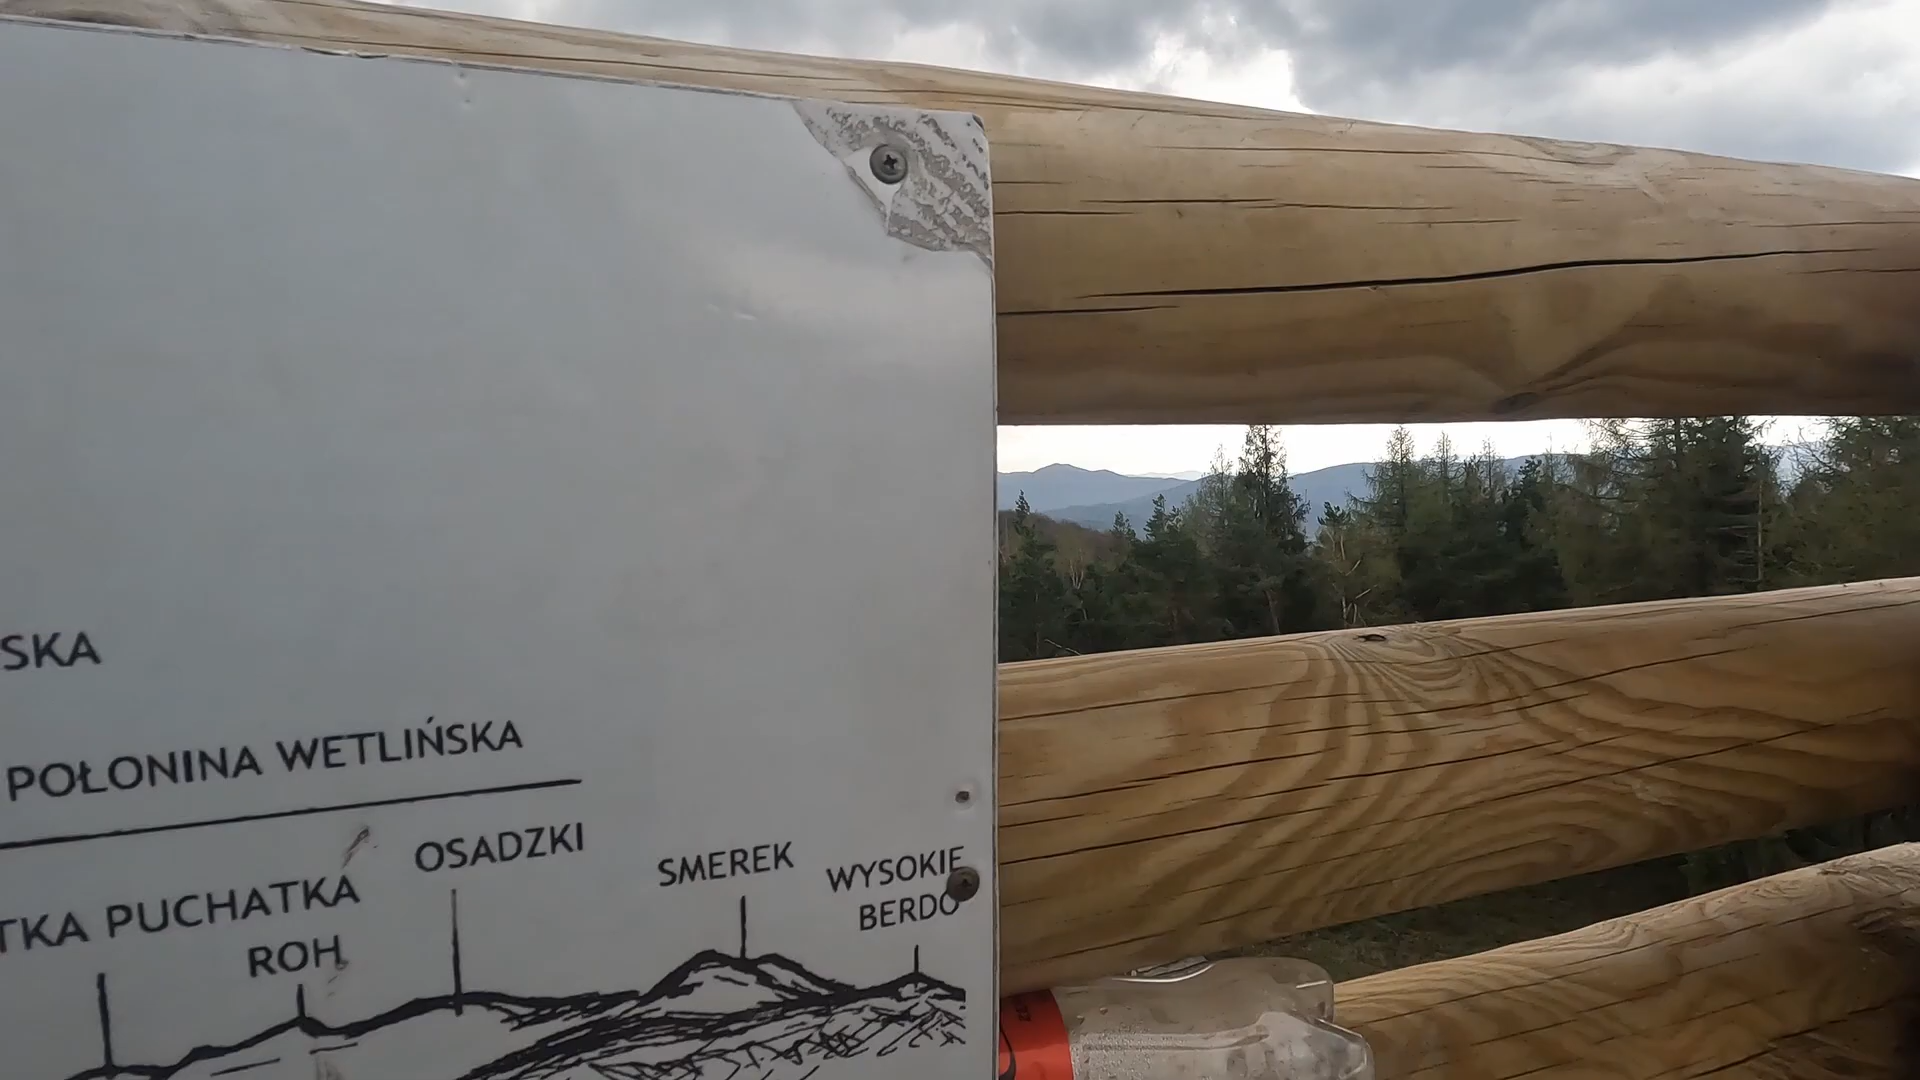 SKA
POŁONINA WETLIŃSKA
OSADZKI
SMEREK
WYSOKIE
BERDO
TKA PUCHATKA
ROH